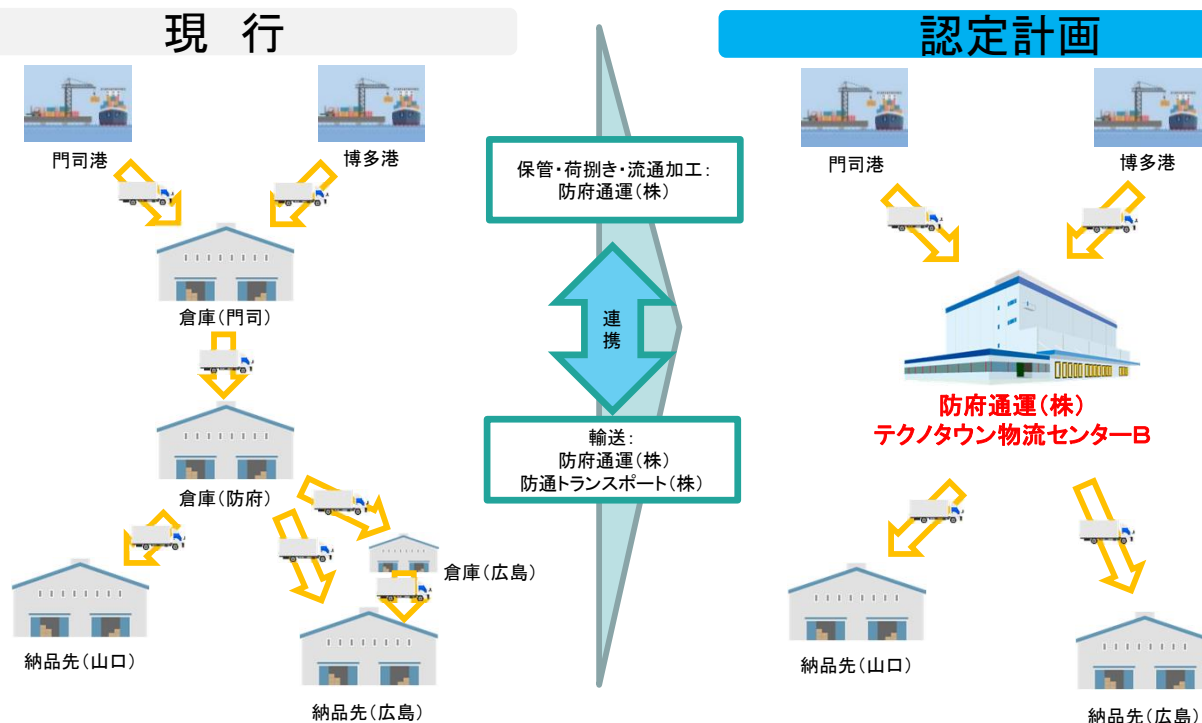 現 行
門司港
博多港
倉庫(門司)
倉庫(防府)
倉庫(広島)
納品先(山口)
納品先(広島)
保管・荷捌き・流通加工:
防府通運(株)
連
携
輸送:
防府通運(株)
防通トランスポート(株)
認定計画
門司港
博多港
防府通運(株)
テクノタウン物流センターB
納品先(山口)
納品先(広島)